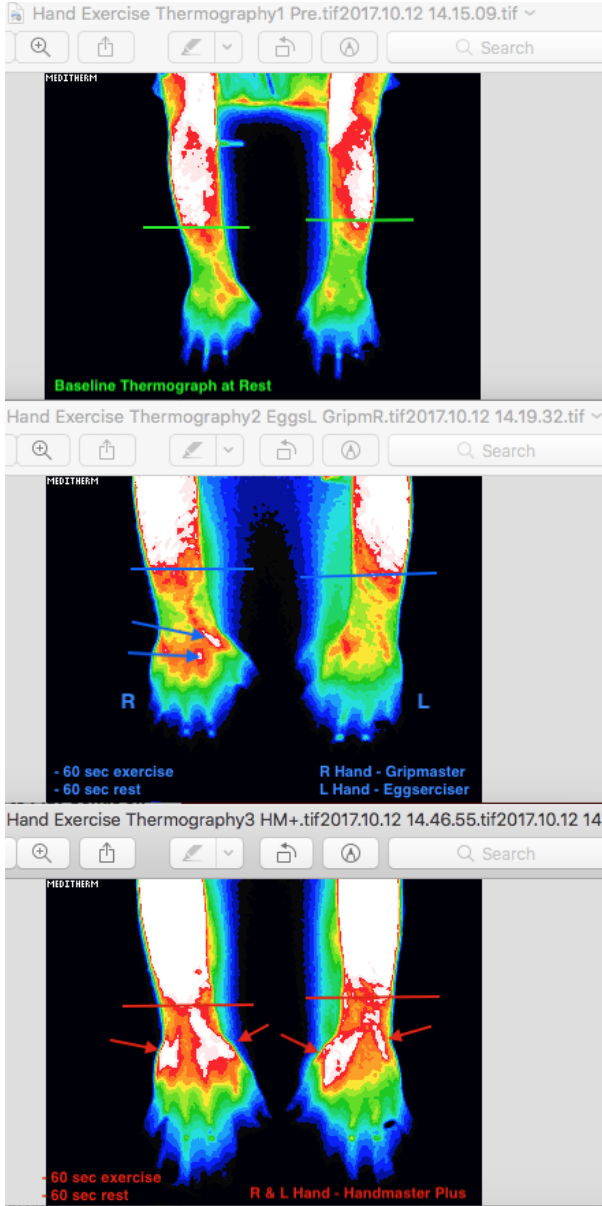 Hand Exercise Thermography1 Pre.tif2017.10.12 14.15.09.tif
Search
MEDITHERM
Baseline Thermograph at Rest
Hand Exercise Thermography2 EggsL GripmR.tif2017.10.12 14.19.32.tif
Search
MEDITHERM
R L
- 60 sec exercise R Hand - Gripmaster
- 60 sec rest L Hand - Eggserciser
Hand Exercise Thermography3 HM+.tif2017.10.12 14.46.55.tif2017.10.12 14
Search
MEDITHERM
- 60 sec exercise
- 60 sec rest R & L Hand - Handmaster Plus